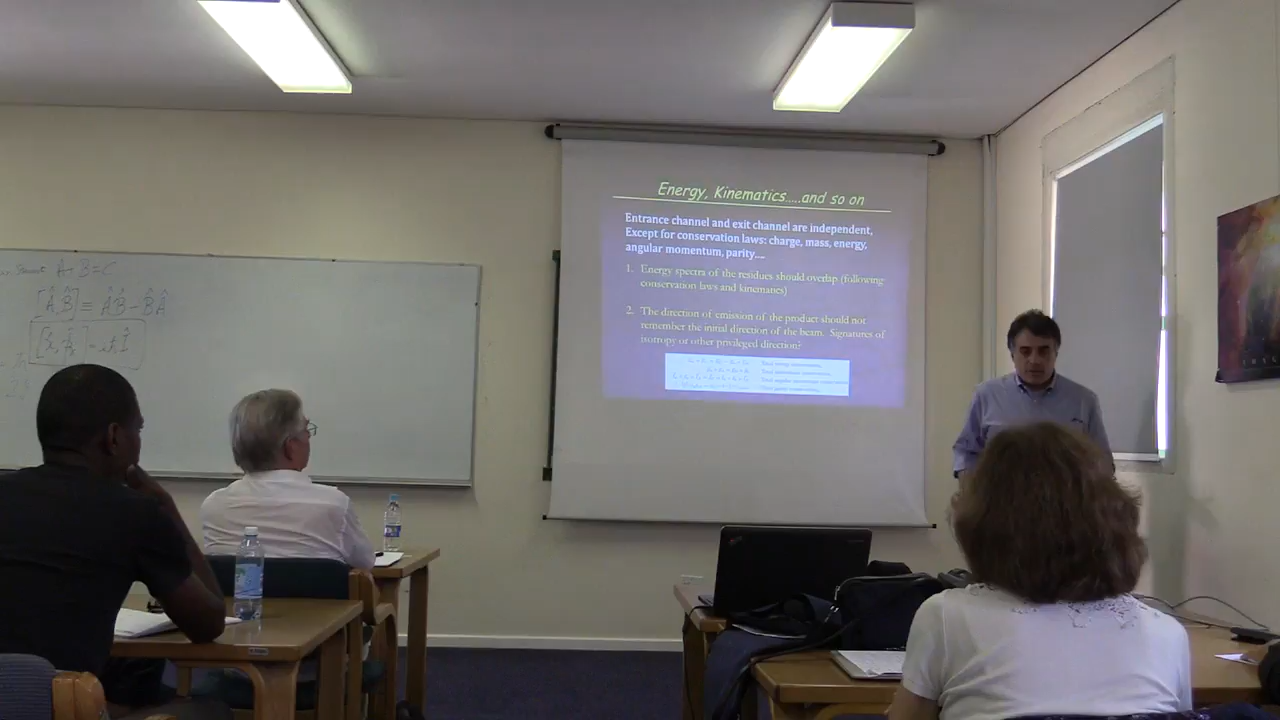 A + B = C
[Â,B̂] ≡ ÂB̂ − B̂Â
Energy, Kinematics.....and so on
Entrance channel and exit channel are independent,
Except for conservation laws: charge, mass, energy,
angular momentum, parity....
1. Energy spectra of the residues should overlap (following
conservation laws and kinematics)
2. The direction of emission of the product should not
remember the initial direction of the beam. Signatures of
isotropy or other privileged direction?